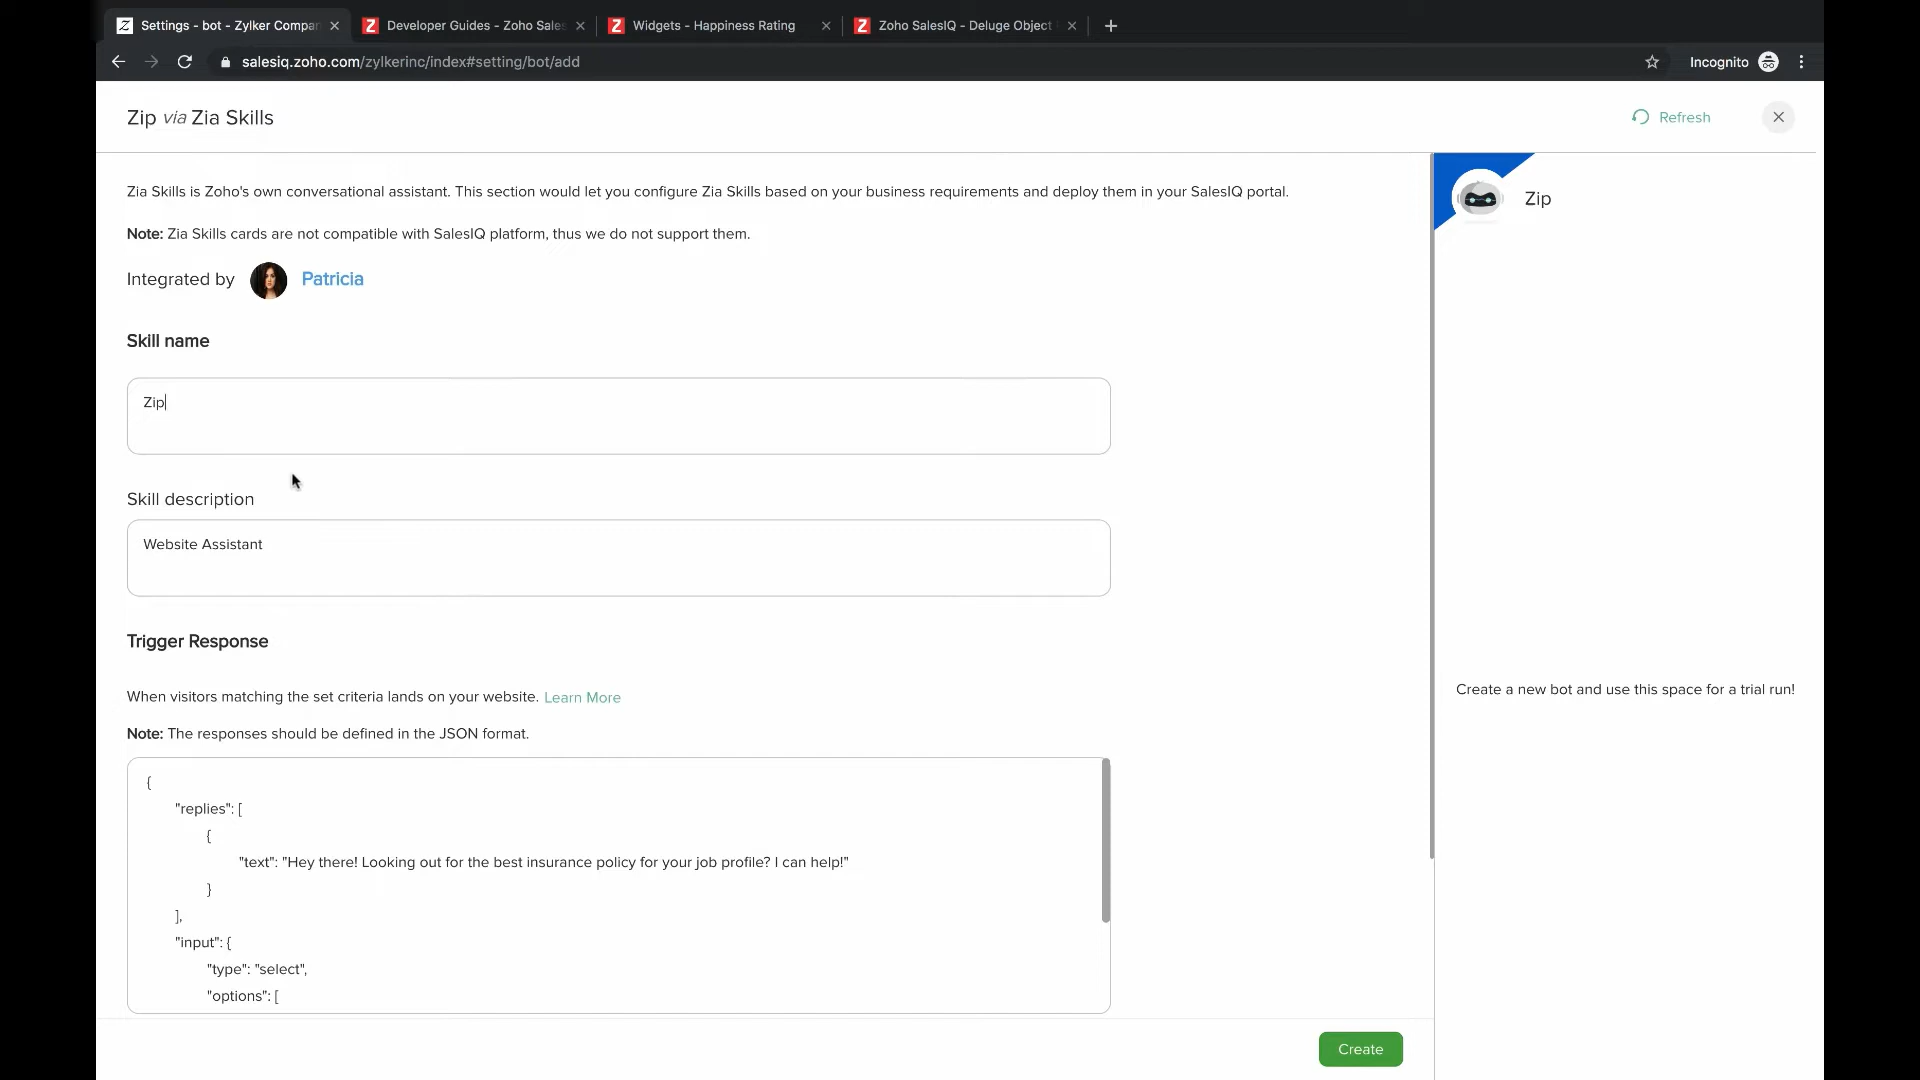 Settings - bot - Zylker Compan
Developer Guides - Zoho Sales
Widgets - Happiness Rating
Zoho SalesIQ - Deluge Object
salesiq.zoho.com/zylkerinc/index#setting/bot/add
Incognito
Zip via Zia Skills
Refresh
Zia Skills is Zoho's own conversational assistant. This section would let you configure Zia Skills based on your business requirements and deploy them in your SalesIQ portal.
Zip
Note: Zia Skills cards are not compatible with SalesIQ platform, thus we do not support them.
Integrated by Patricia
Skill name
Zip
Skill description
Website Assistant
Trigger Response
When visitors matching the set criteria lands on your website. Learn More
Create a new bot and use this space for a trial run!
Note: The responses should be defined in the JSON format.
{
"replies": [
{
"text": "Hey there! Looking out for the best insurance policy for your job profile? I can help!"
}
],
"input": {
"type": "select",
"options": [
Create